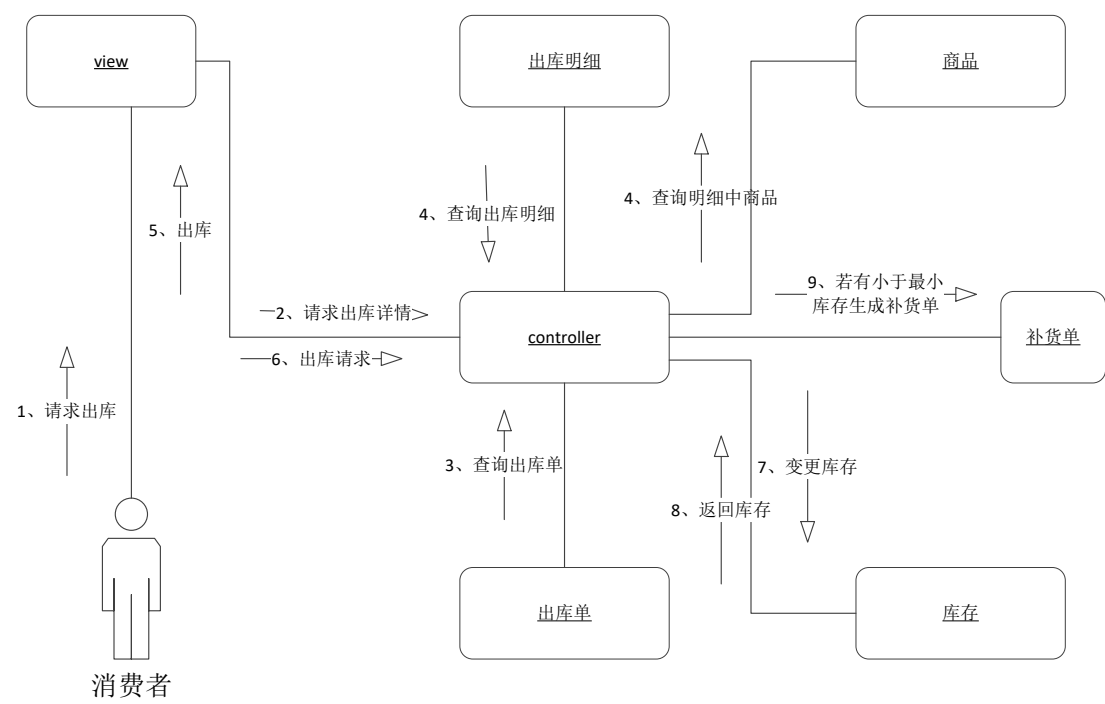 view
出库明细
商品
4、查询明细中商品
4、查询出库明细
5、出库
9、若有小于最小
库存生成补货单
2、请求出库详情
controller
补货单
6、出库请求
1、请求出库
3、查询出库单
7、变更库存
8、返回库存
出库单
库存
消费者